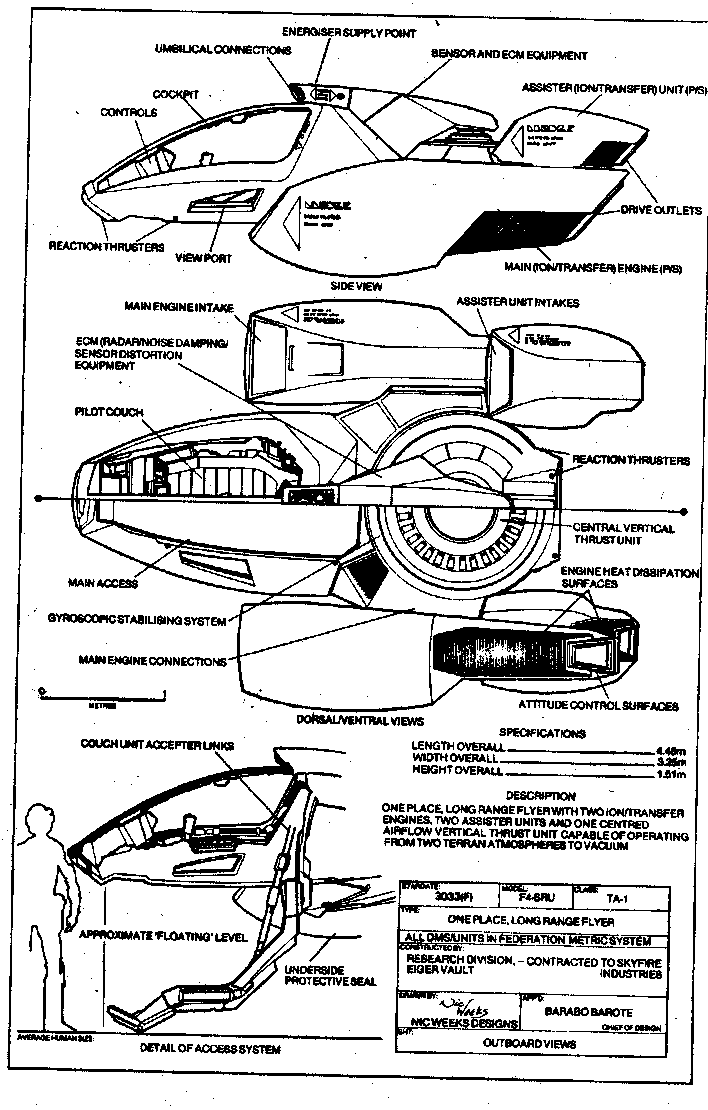 ENERGISER SUPPLY POINT
UMBILICAL CONNECTIONS
SENSOR AND ECM EQUIPMENT
COCKPIT
ASSISTER (ION/TRANSFER) UNIT (P/S)
CONTROLS
DRIVE OUTLETS
REACTION THRUSTERS
VIEW PORT
MAIN (ION/TRANSFER) ENGINE (P/S)
SIDE VIEW
MAIN ENGINE INTAKE
ASSISTER UNIT INTAKES
ECM (RADAR/NOISE DAMPING/
SENSOR DISTORTION
EQUIPMENT
PILOT COUCH
REACTION THRUSTERS
CENTRAL VERTICAL
THRUST UNIT
MAIN ACCESS
ENGINE HEAT DISSIPATION
SURFACES
GYROSCOPIC STABILISING SYSTEM
MAIN ENGINE CONNECTIONS
0
METRES
ATTITUDE CONTROL SURFACES
DORSAL/VENTRAL VIEWS
SPECIFICATIONS
LENGTH OVERALL 4.48m
WIDTH OVERALL 3.25m
HEIGHT OVERALL 1.51m
DESCRIPTION
ONE PLACE, LONG RANGE FLYER WITH TWO ION/TRANSFER
ENGINES, TWO ASSISTER UNITS AND ONE CENTRED
AIRFLOW VERTICAL THRUST UNIT CAPABLE OF OPERATING
FROM TWO TERRAN ATMOSPHERES TO VACUUM
COUCH UNIT ACCEPTER LINKS
APPROXIMATE 'FLOATING' LEVEL
UNDERSIDE
PROTECTIVE SEAL
AVERAGE HUMAN SIZE
DETAIL OF ACCESS SYSTEM
STARDATE: 3033(F) MODEL: F4-SRU CLASS: TA-1
TYPE: ONE PLACE, LONG RANGE FLYER
ALL DMS/UNITS IN FEDERATION METRIC SYSTEM
CONSTRUCTED BY:
RESEARCH DIVISION, – CONTRACTED TO SKYFIRE
EIGER VAULT INDUSTRIES
DRAWN BY: Nic Weeks APP'D:
NIC WEEKS DESIGNS BARABO BAROTE
CHIEF OF DESIGN
SHT: OUTBOARD VIEWS